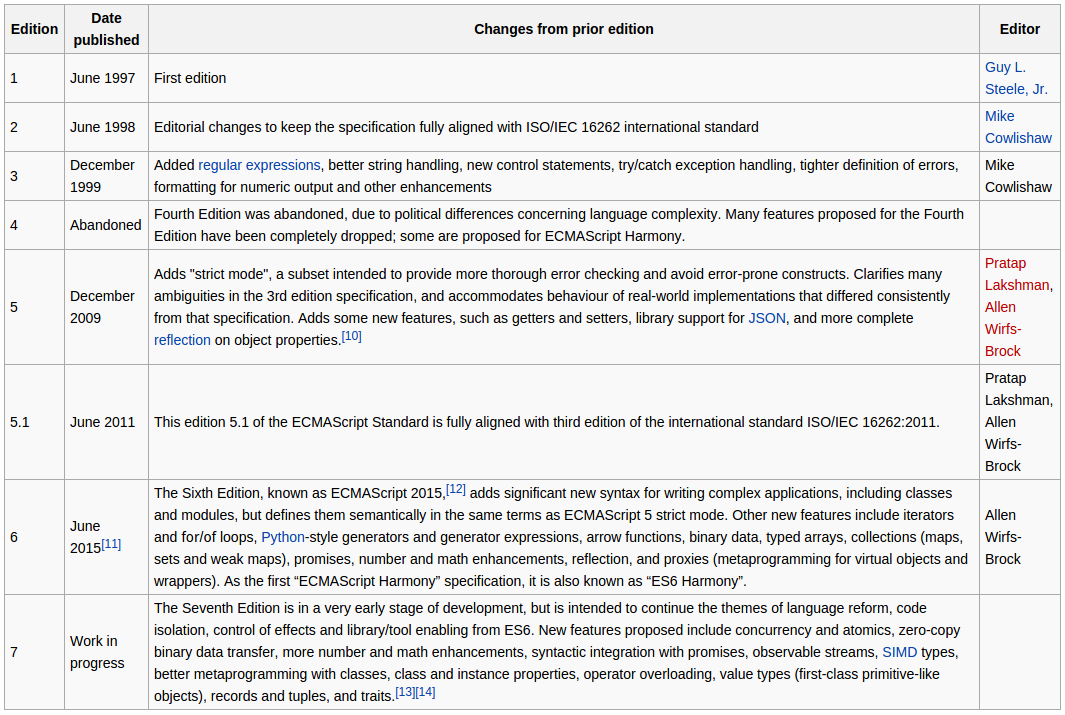 Edition Date published Changes from prior edition Editor
1 June 1997 First edition Guy L.
Steele, Jr.
2 June 1998 Editorial changes to keep the specification fully aligned with ISO/IEC 16262 international standard Mike
Cowlishaw
3 December
1999 Added regular expressions, better string handling, new control statements, try/catch exception handling, tighter definition of errors,
formatting for numeric output and other enhancements Mike
Cowlishaw
4 Abandoned Fourth Edition was abandoned, due to political differences concerning language complexity. Many features proposed for the Fourth
Edition have been completely dropped; some are proposed for ECMAScript Harmony.
5 December
2009 Adds "strict mode", a subset intended to provide more thorough error checking and avoid error-prone constructs. Clarifies many
ambiguities in the 3rd edition specification, and accommodates behaviour of real-world implementations that differed consistently
from that specification. Adds some new features, such as getters and setters, library support for JSON, and more complete
reflection on object properties.[10]
Pratap
Lakshman,
Allen
Wirfs-
Brock
5.1 June 2011 This edition 5.1 of the ECMAScript Standard is fully aligned with third edition of the international standard ISO/IEC 16262:2011.
Pratap
Lakshman,
Allen
Wirfs-
Brock
6 June
2015[11]
The Sixth Edition, known as ECMAScript 2015,[12] adds significant new syntax for writing complex applications, including classes
and modules, but defines them semantically in the same terms as ECMAScript 5 strict mode. Other new features include iterators
and for/of loops, Python-style generators and generator expressions, arrow functions, binary data, typed arrays, collections (maps,
sets and weak maps), promises, number and math enhancements, reflection, and proxies (metaprogramming for virtual objects and
wrappers). As the first “ECMAScript Harmony” specification, it is also known as “ES6 Harmony”.
Allen
Wirfs-
Brock
7 Work in
progress
The Seventh Edition is in a very early stage of development, but is intended to continue the themes of language reform, code
isolation, control of effects and library/tool enabling from ES6. New features proposed include concurrency and atomics, zero-copy
binary data transfer, more number and math enhancements, syntactic integration with promises, observable streams, SIMD types,
better metaprogramming with classes, class and instance properties, operator overloading, value types (first-class primitive-like
objects), records and tuples, and traits.[13][14]